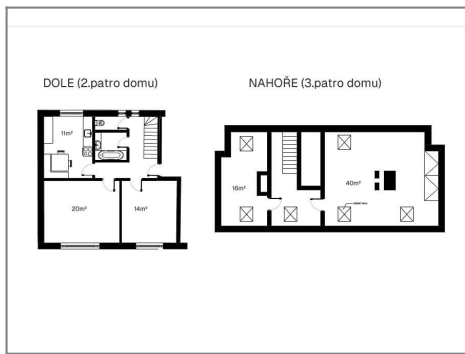 DOLE (2.patro domu)
NAHOŘE (3.patro domu)
11m²
20m²
14m²
16m²
40m²